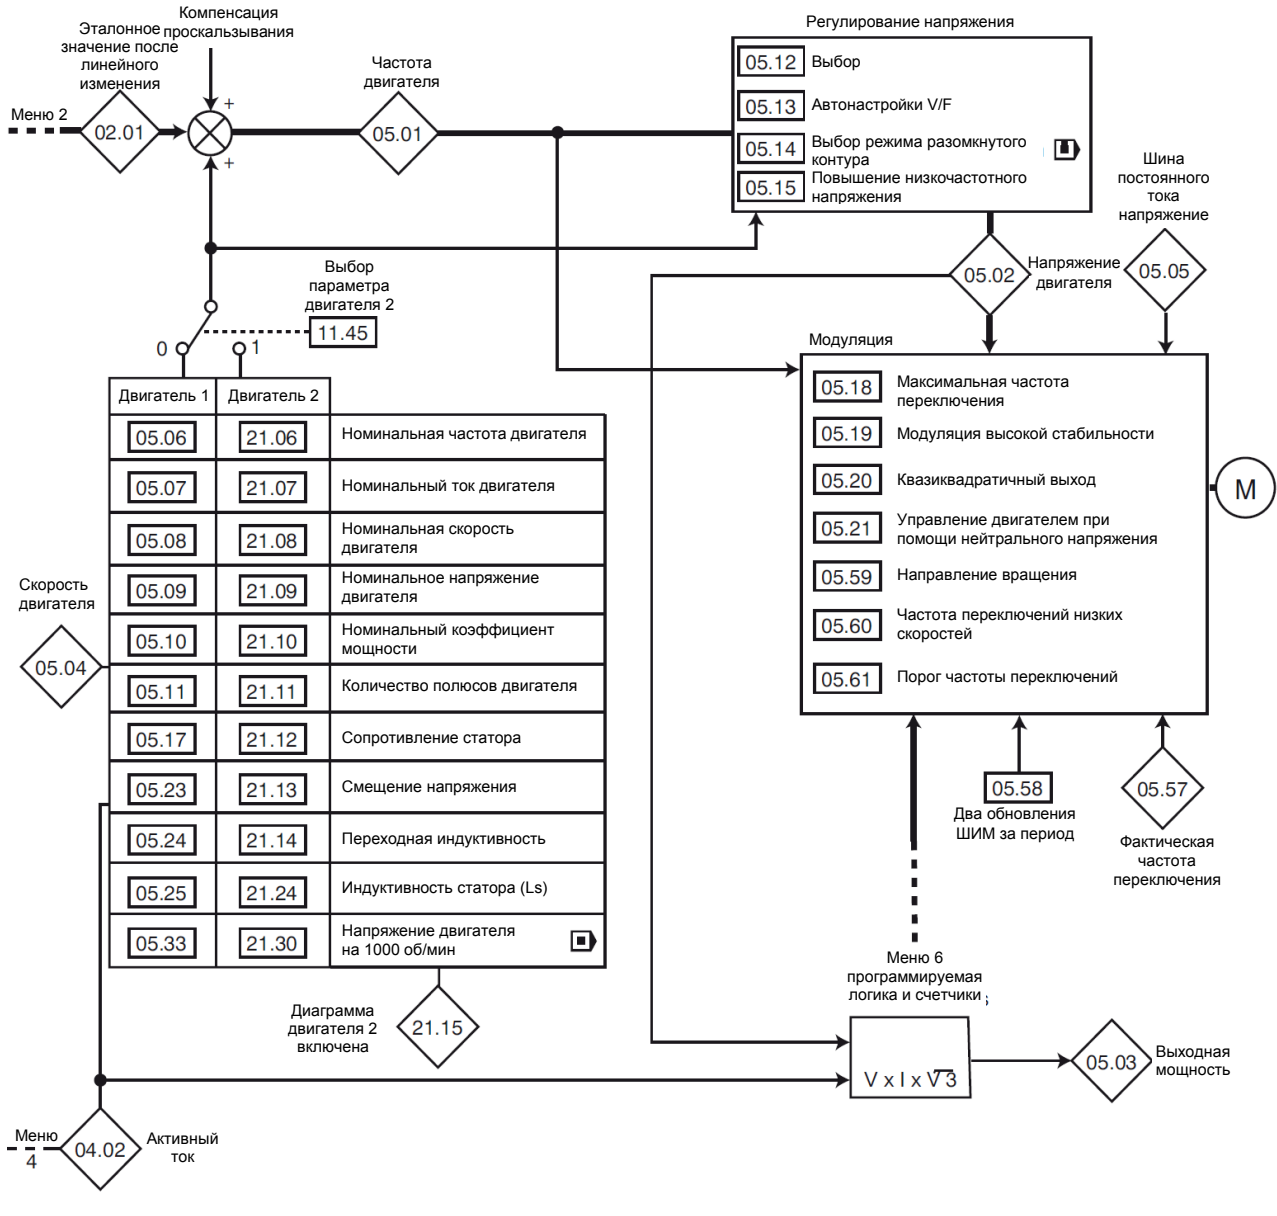 Компенсация
проскальзывания
Эталонное
значение после
линейного
изменения
Меню 2
02.01
+
+
Частота
двигателя
05.01
Регулирование напряжения
05.12 Выбор
05.13 Автонастройки V/F
05.14 Выбор режима разомкнутого
контура
05.15 Повышение низкочастотного
напряжения
Шина
постоянного
тока
напряжение
05.05
05.02
Напряжение
двигателя
Выбор
параметра
двигателя 2
11.45
0
1
Двигатель 1 Двигатель 2
05.06 21.06 Номинальная частота двигателя
05.07 21.07 Номинальный ток двигателя
05.08 21.08 Номинальная скорость
двигателя
05.09 21.09 Номинальное напряжение
двигателя
05.10 21.10 Номинальный коэффициент
мощности
05.11 21.11 Количество полюсов двигателя
05.17 21.12 Сопротивление статора
05.23 21.13 Смещение напряжения
05.24 21.14 Переходная индуктивность
05.25 21.24 Индуктивность статора (Ls)
05.33 21.30 Напряжение двигателя
на 1000 об/мин
Скорость
двигателя
05.04
Диаграмма
двигателя 2
включена
21.15
Модуляция
05.18 Максимальная частота
переключения
05.19 Модуляция высокой стабильности
05.20 Квазиквадратичный выход
05.21 Управление двигателем при
помощи нейтрального напряжения
05.59 Направление вращения
05.60 Частота переключений низких
скоростей
05.61 Порог частоты переключений
M
05.58
Два обновления
ШИМ за период
05.57
Фактическая
частота
переключения
Меню 6
программируемая
логика и счетчики
V x I x √3
05.03
Выходная
мощность
Меню
4
04.02
Активный
ток